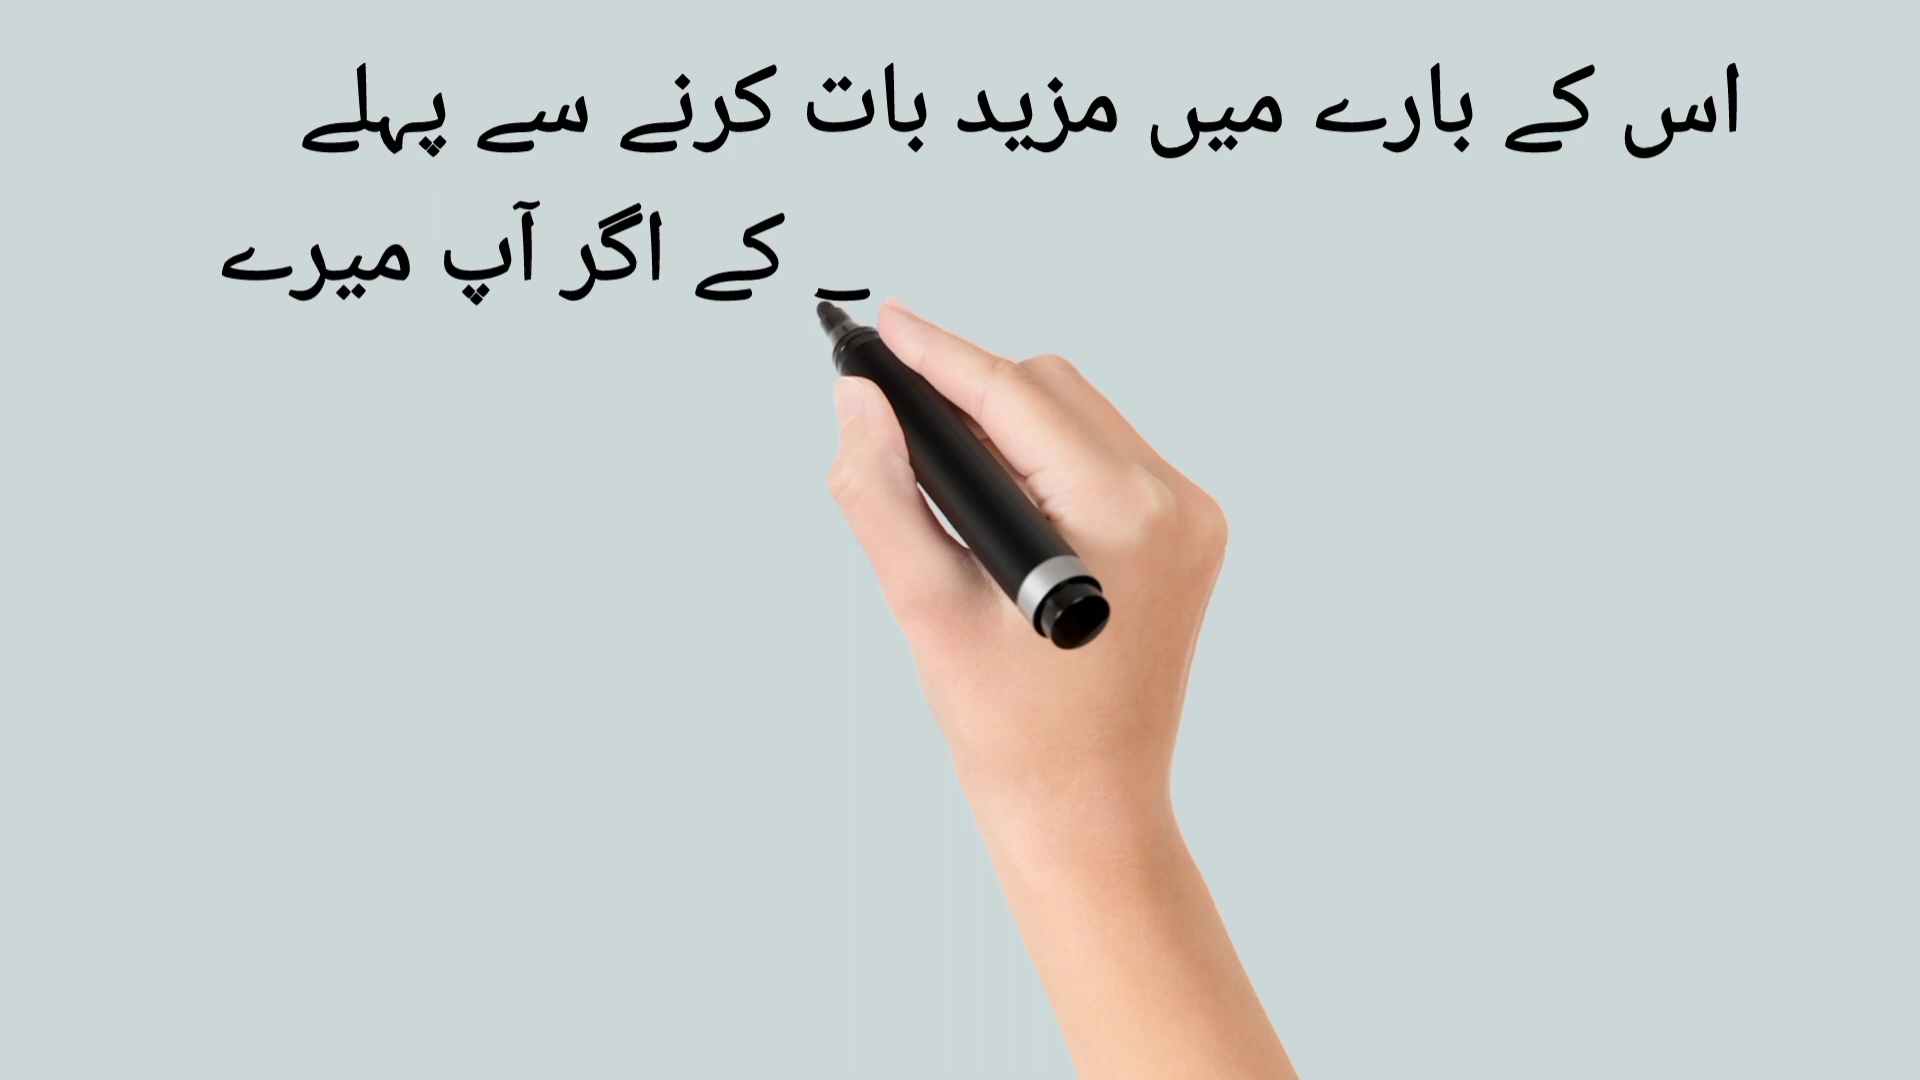 اس کے بارے میں مزید بات کرنے سے پہلے
کے اگر آپ میرے